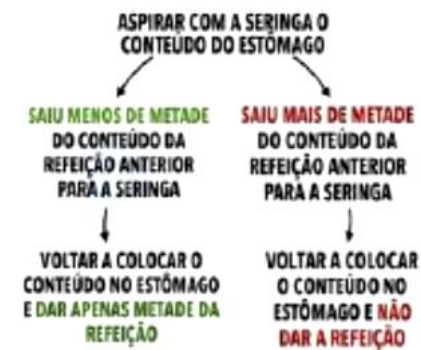 ASPIRAR COM A SERINGA O
CONTEÚDO DO ESTÔMAGO
SAIU MENOS DE METADE
DO CONTEÚDO DA
REFEIÇÃO ANTERIOR
PARA A SERINGA
VOLTAR A COLOCAR O
CONTEÚDO NO ESTÔMAGO
E DAR APENAS METADE DA
REFEIÇÃO
SAIU MAIS DE METADE
DO CONTEÚDO DA
REFEIÇÃO ANTERIOR
PARA A SERINGA
VOLTAR A COLOCAR
O CONTEÚDO NO
ESTÔMAGO E NÃO
DAR A REFEIÇÃO